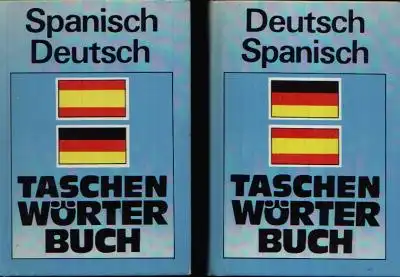 Spanisch
Deutsch
TASCHEN
WÖRTER
BUCH
Deutsch
Spanisch
TASCHEN
WÖRTER
BUCH